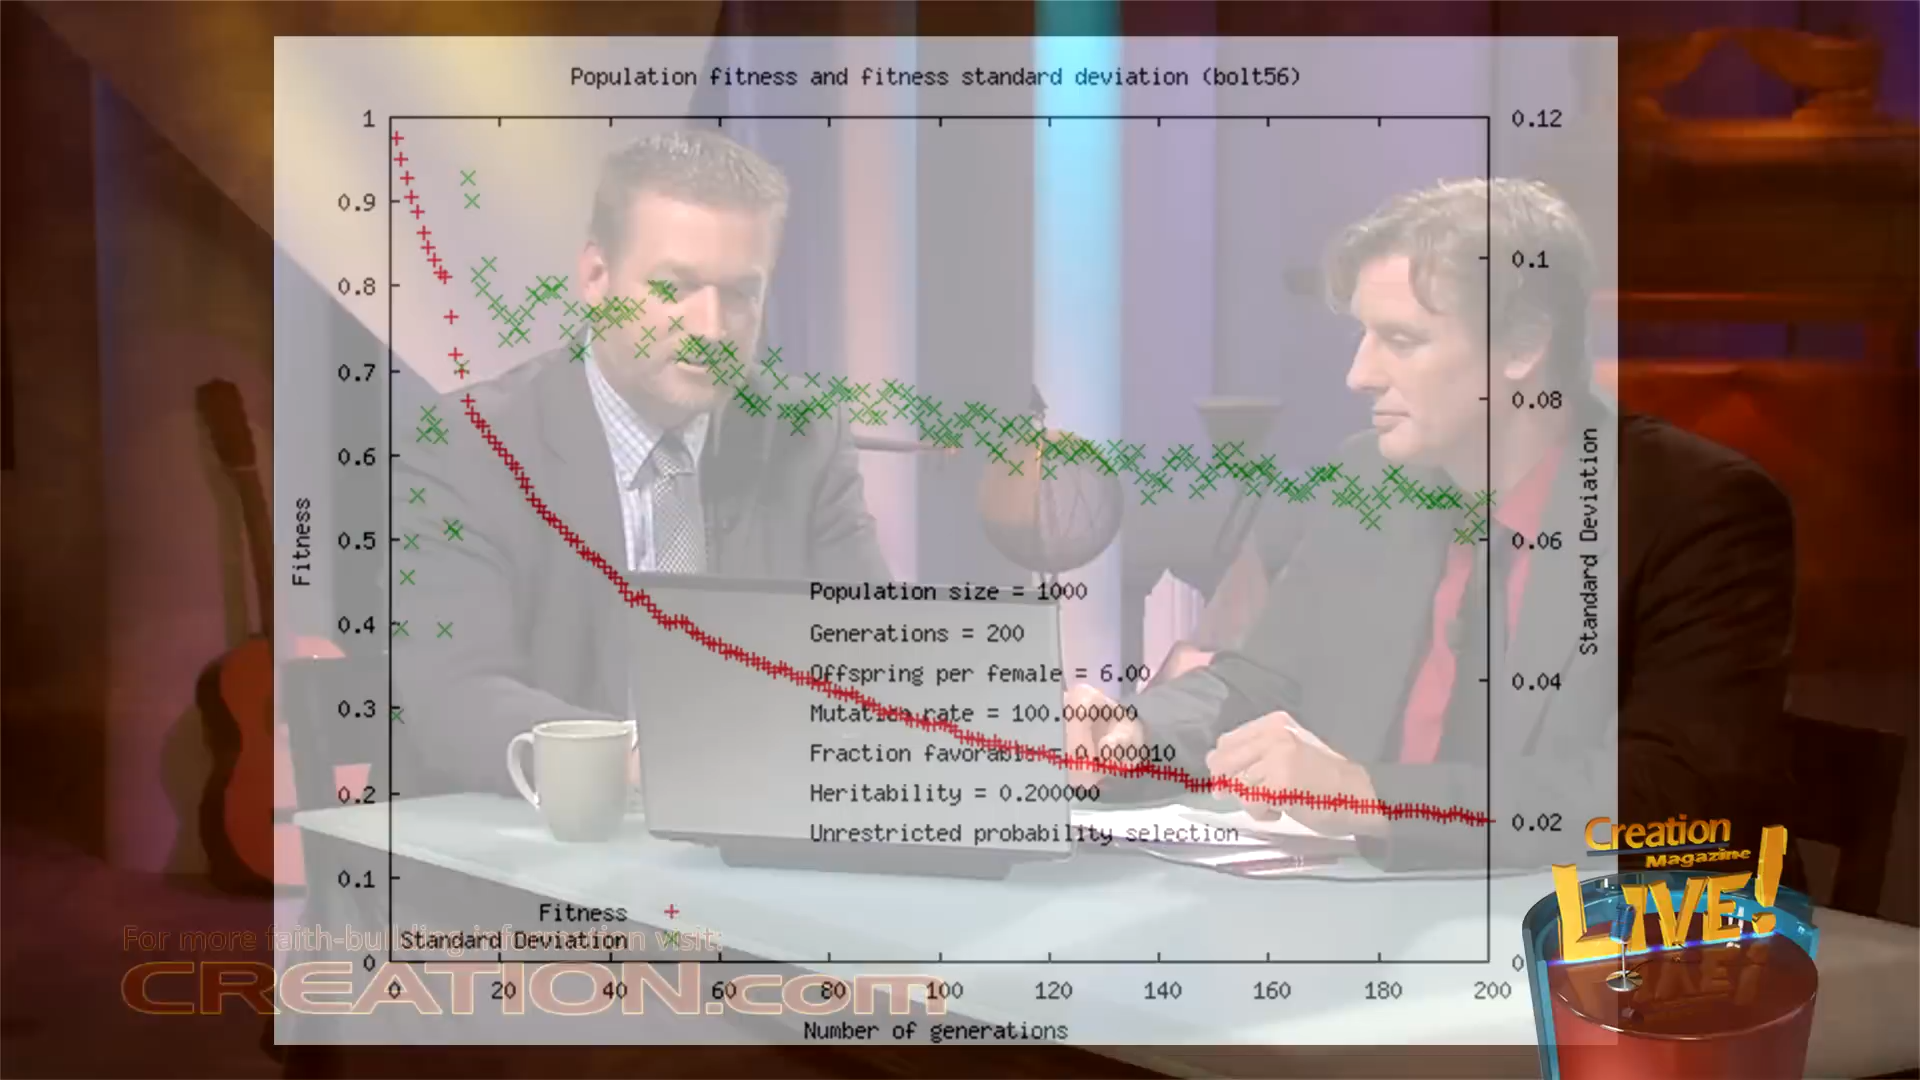 Population fitness and fitness standard deviation (bolt56)
1
0.9
0.8
0.7
0.6
0.5
0.4
0.3
0.2
0.1
0
Fitness
0.12
0.1
0.08
0.06
0.04
0.02
0
Standard Deviation
Population size = 1000
Generations = 200
Offspring per female = 6.00
Mutation rate = 100.000000
Fraction favorable = 0.000010
Heritability = 0.200000
Unrestricted probability selection
Fitness
Standard Deviation
0 20 40 60 80 100 120 140 160 180 200
Number of generations
For more faith-building information visit:
CREATION.com
Creation
Magazine
LIVE!